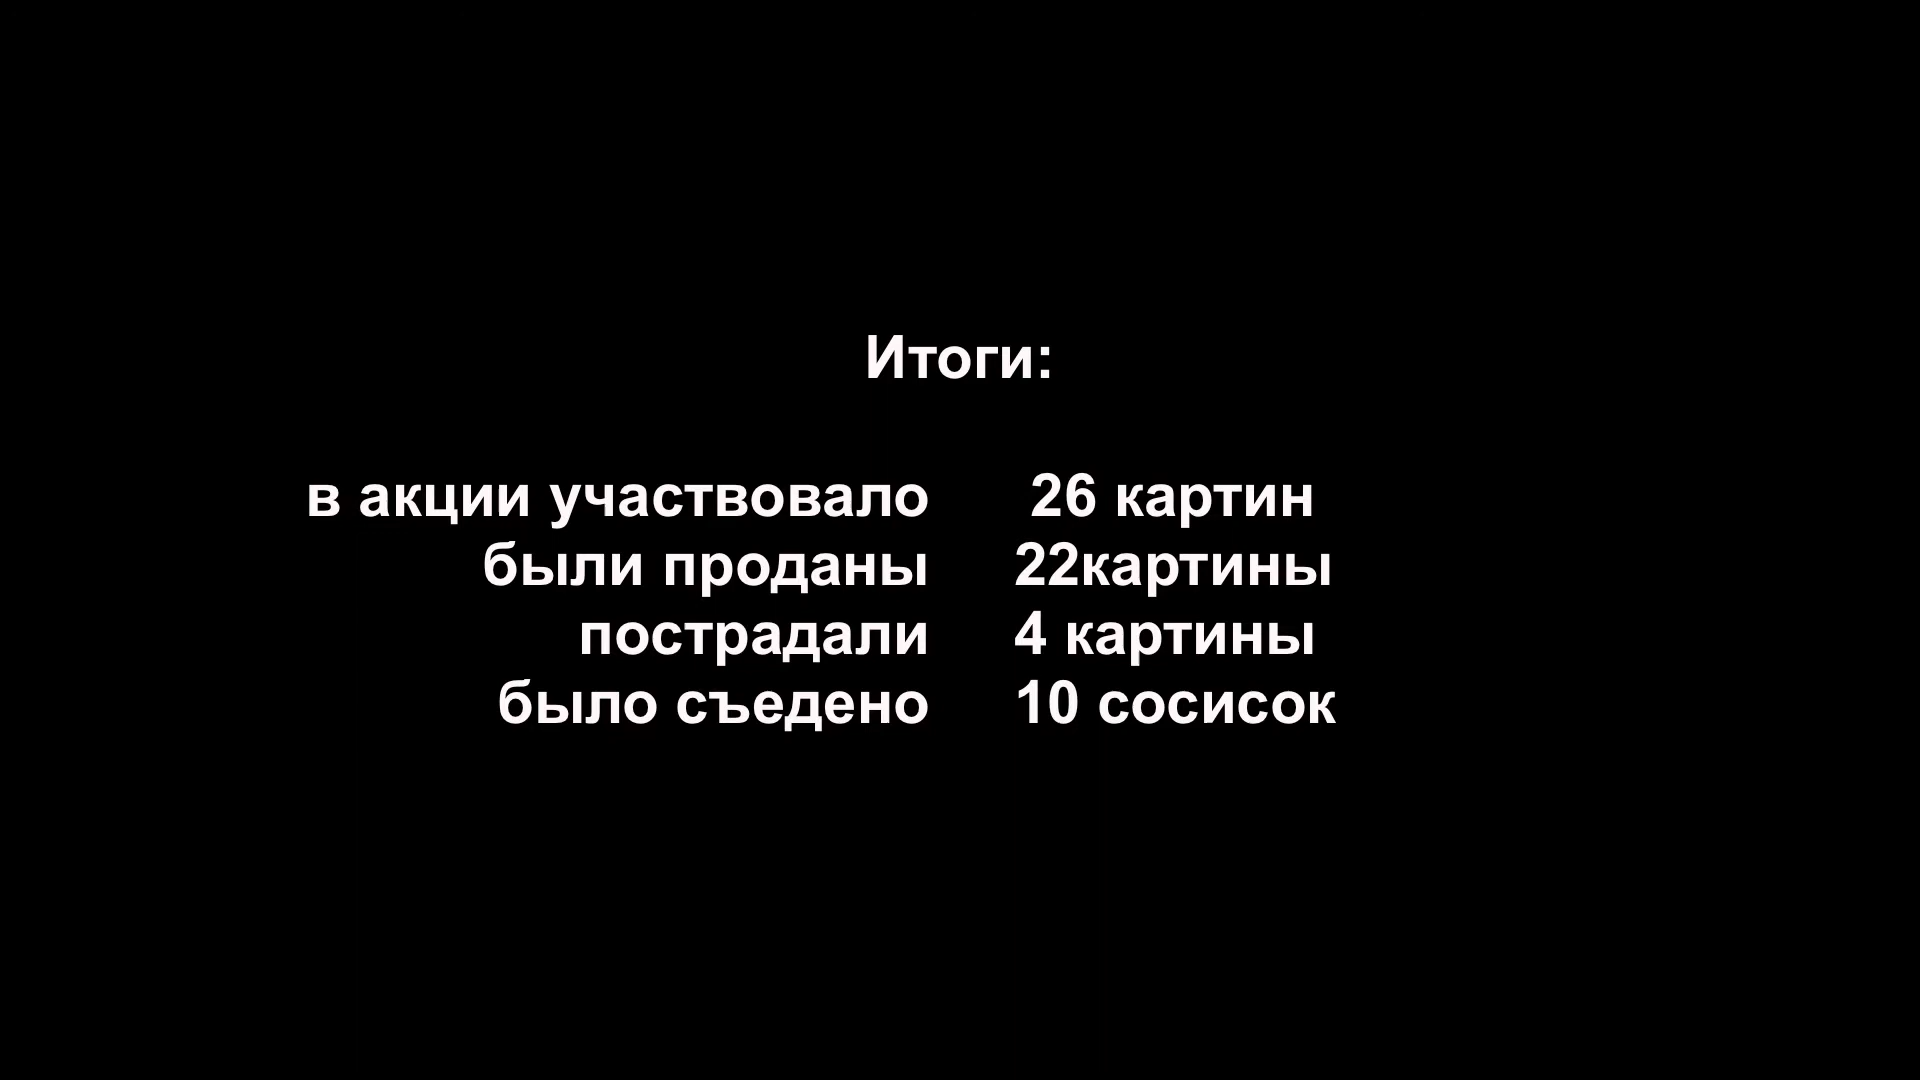 Итоги:
в акции участвовало 26 картин
были проданы 22картины
пострадали 4 картины
было съедено 10 сосисок